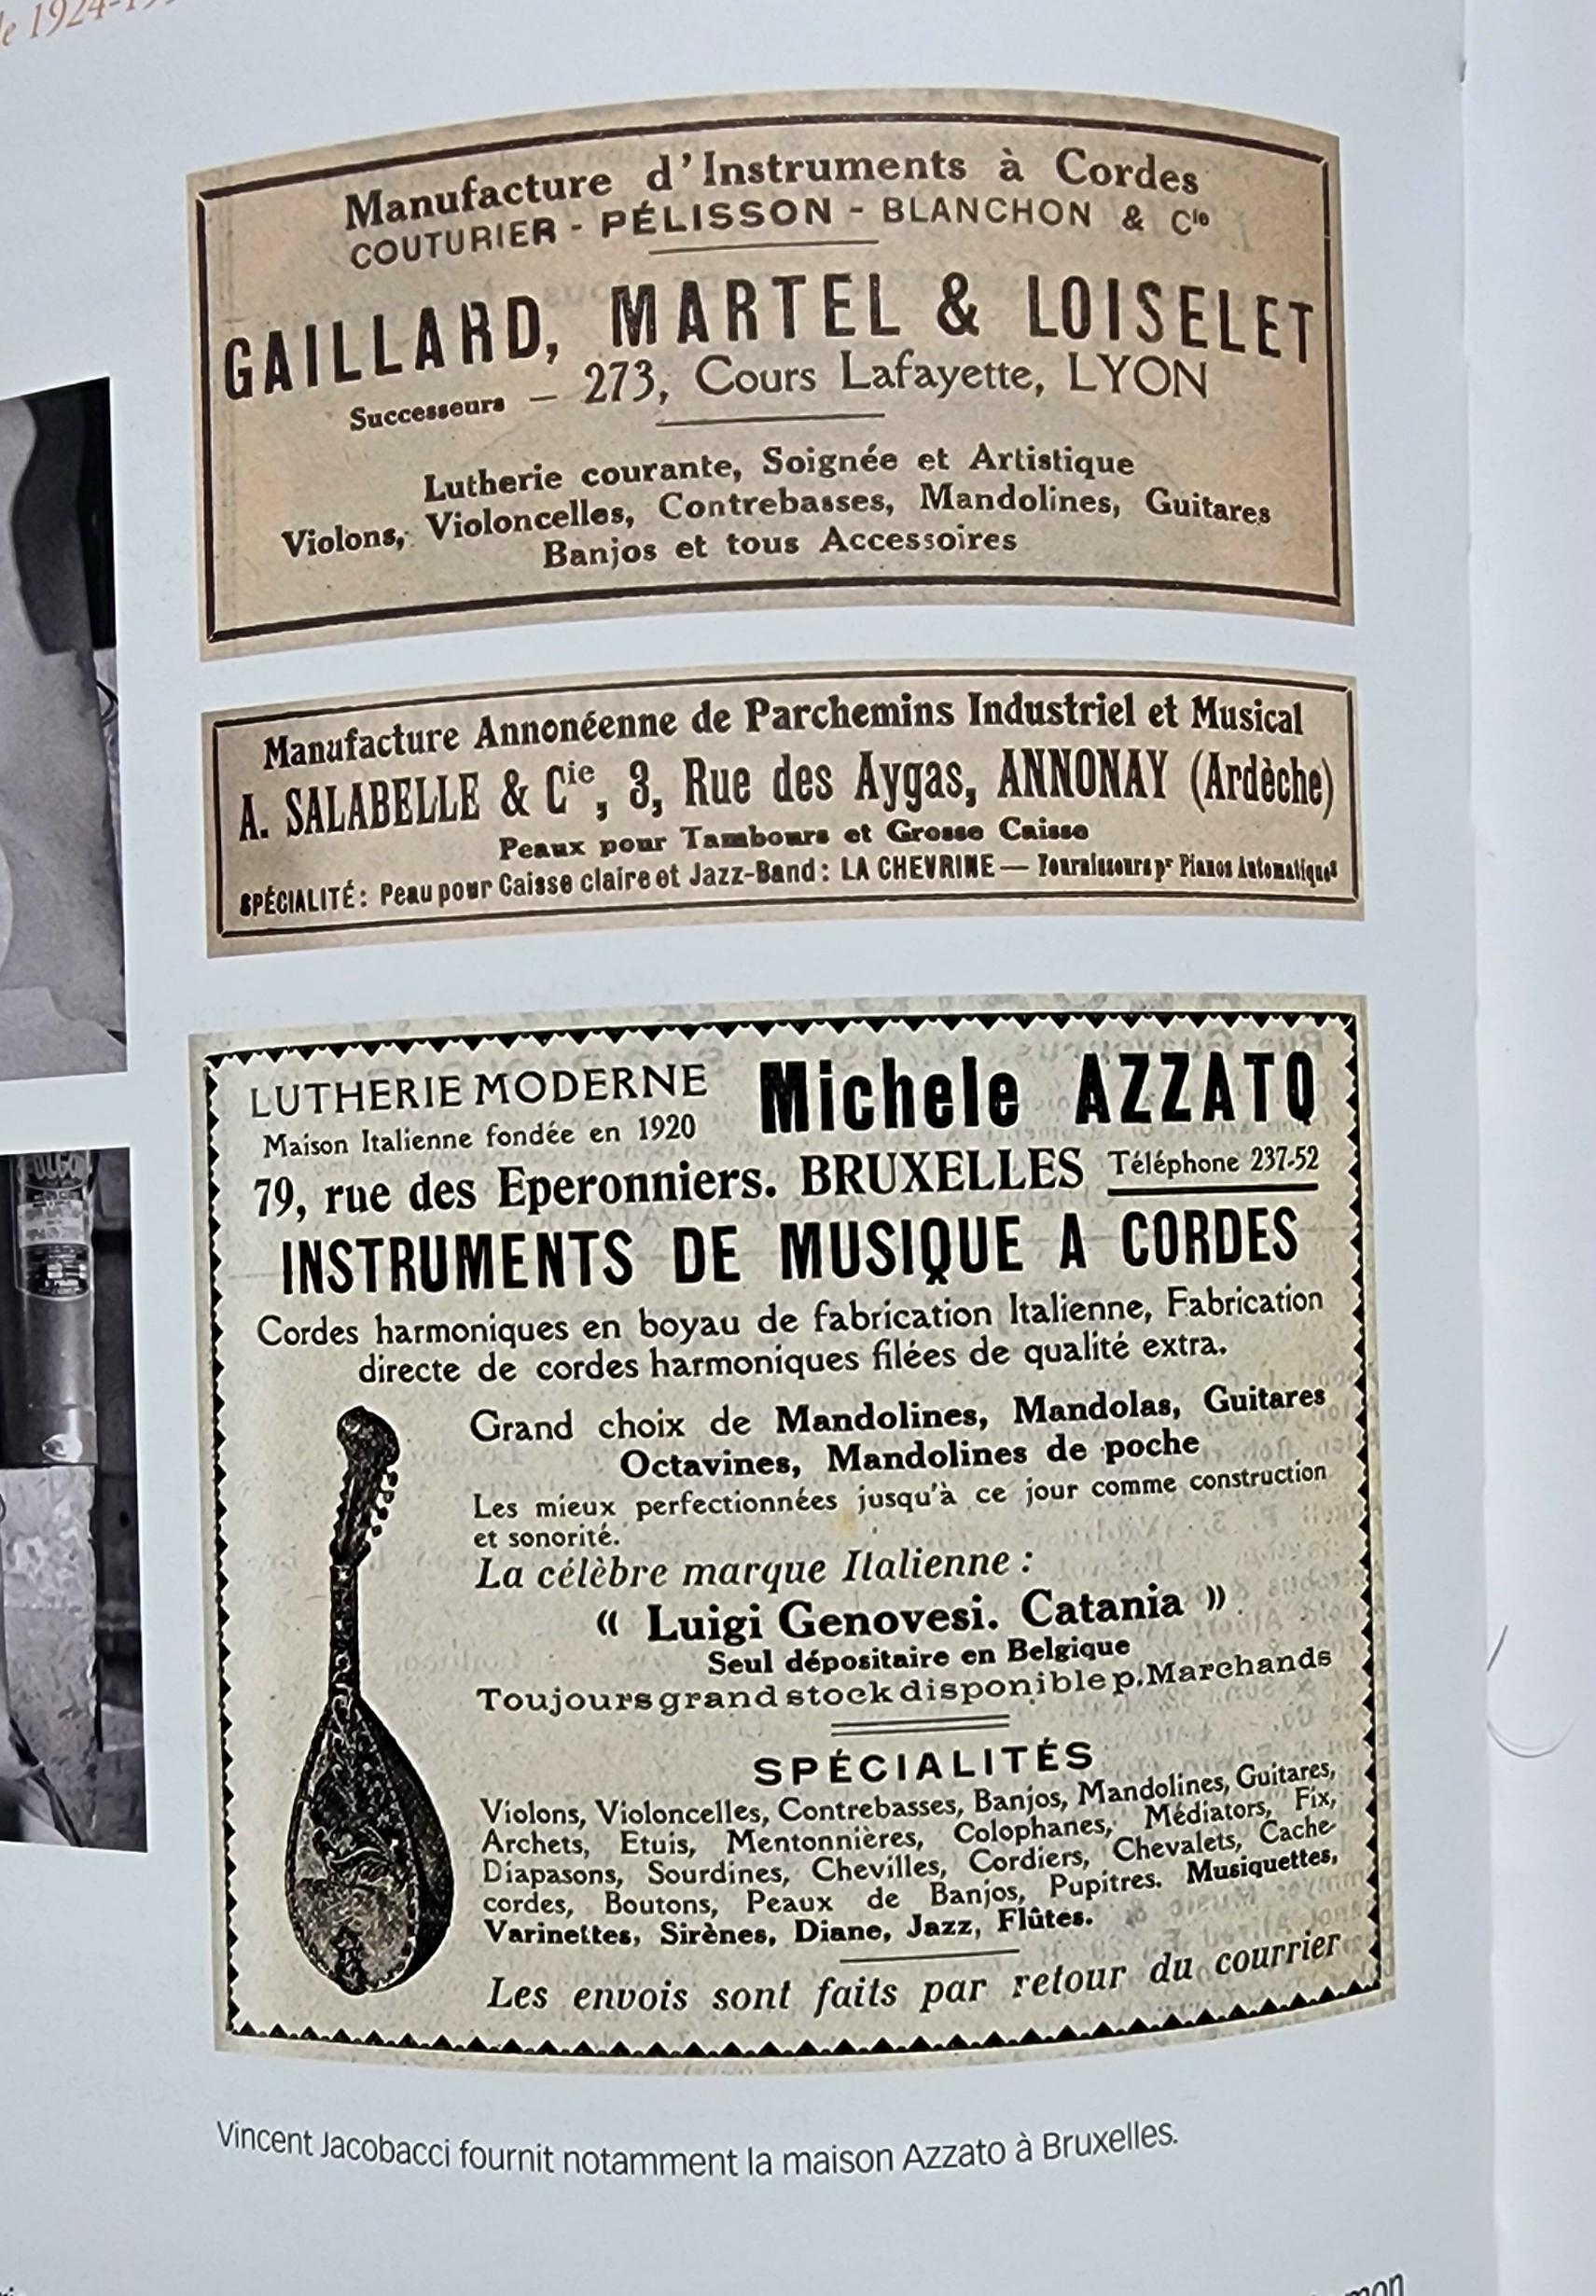 Manufacture d'Instruments à Cordes
COUTURIER - PÉLISSON - BLANCHON & Cie
GAILLARD, MARTEL & LOISELET
Successeurs — 273, Cours Lafayette, LYON
Lutherie courante, Soignée et Artistique
Violons, Violoncelles, Contrebasses, Mandolines, Guitares
Banjos et tous Accessoires
Manufacture Annonéenne de Parchemins Industriel et Musical
A. SALABELLE & Cie, 3, Rue des Aygas, ANNONAY (Ardèche)
Peaux pour Tambours et Grosse Caisse
SPÉCIALITÉ : Peau pour Caisse claire et Jazz-Band : LA CHEVRINE — Fournisseurs pr Pianos Automatiques
LUTHERIE MODERNE Michele AZZATO
Maison Italienne fondée en 1920
79, rue des Eperonniers. BRUXELLES Téléphone 237-52
INSTRUMENTS DE MUSIQUE A CORDES
Cordes harmoniques en boyau de fabrication Italienne, Fabrication
directe de cordes harmoniques filées de qualité extra.
Grand choix de Mandolines, Mandolas, Guitares
Octavines, Mandolines de poche
Les mieux perfectionnées jusqu'à ce jour comme construction
et sonorité.
La célèbre marque Italienne :
« Luigi Genovesi. Catania »
Seul dépositaire en Belgique
Toujours grand stock disponible p. Marchands
SPÉCIALITÉS
Violons, Violoncelles, Contrebasses, Banjos, Mandolines, Guitares,
Archets, Etuis, Mentonnières, Colophanes, Médiators, Fix,
Diapasons, Sourdines, Chevilles, Cordiers, Chevalets, Cache-
cordes, Boutons, Peaux de Banjos, Pupitres. Musiquettes,
Varinettes, Sirènes, Diane, Jazz, Flûtes.
Les envois sont faits par retour du courrier
Vincent Jacobacci fournit notamment la maison Azzato à Bruxelles.